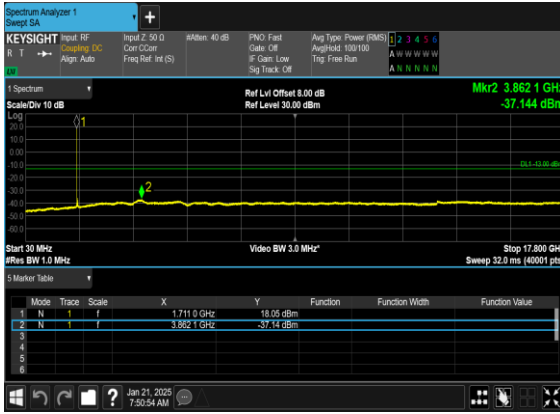 Spectrum Analyzer 1
Swept SA
+
KEYSIGHT Input: RF Input Z: 50 Ω #Atten: 40 dB PNO: Fast Avg Type: Power (RMS) 1 2 3 4 5 6
R T Coupling: DC Corr CCorr Gate: Off Avg|Hold: 100/100 A W W W W W
Align: Auto Freq Ref: Int (S) IF Gain: Low Trig: Free Run
Sig Track: Off A N N N N N
1 Spectrum
Ref Lvl Offset 8.00 dB Mkr2 3.862 1 GHz
Scale/Div 10 dB Ref Level 30.00 dBm -37.144 dBm
Log
20.0
10.0
0.00
-10.0
-20.0
-30.0
-40.0
-50.0
-60.0
1
DL1 -13.00 dBm
2
Start 30 MHz Video BW 3.0 MHz* Stop 17.800 GHz
#Res BW 1.0 MHz Sweep 32.0 ms (40001 pts)
5 Marker Table
Mode Trace Scale X Y Function Function Width Function Value
1 N 1 f 1.711 0 GHz 18.05 dBm
2 N 1 f 3.862 1 GHz -37.14 dBm
3
4
5
6
? Jan 21, 2025
7:50:54 AM